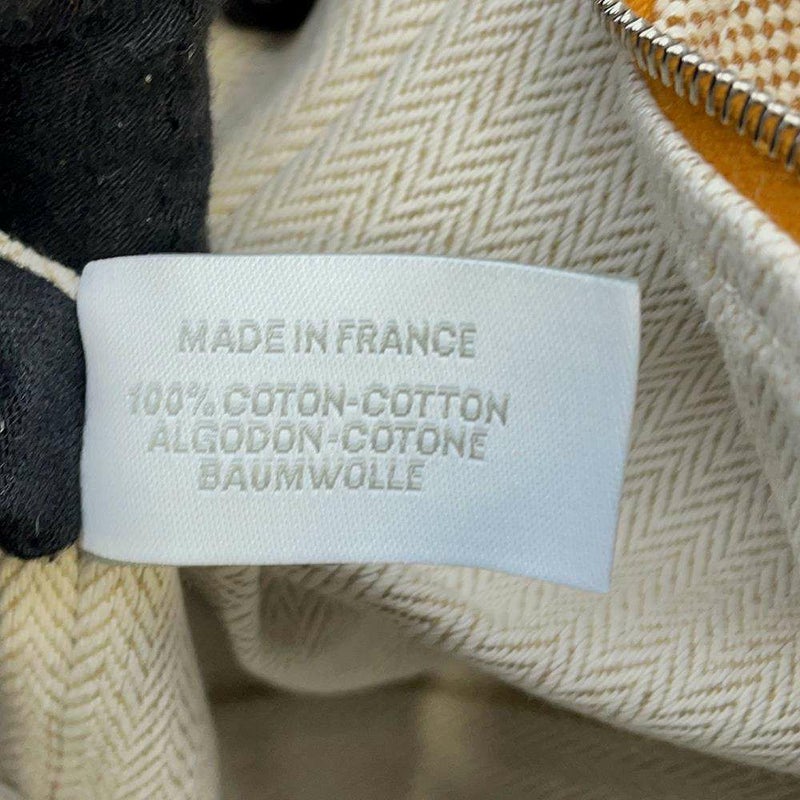 MADE IN FRANCE
100% COTON-COTTON
ALGODON-COTONE
BAUMWOLLE